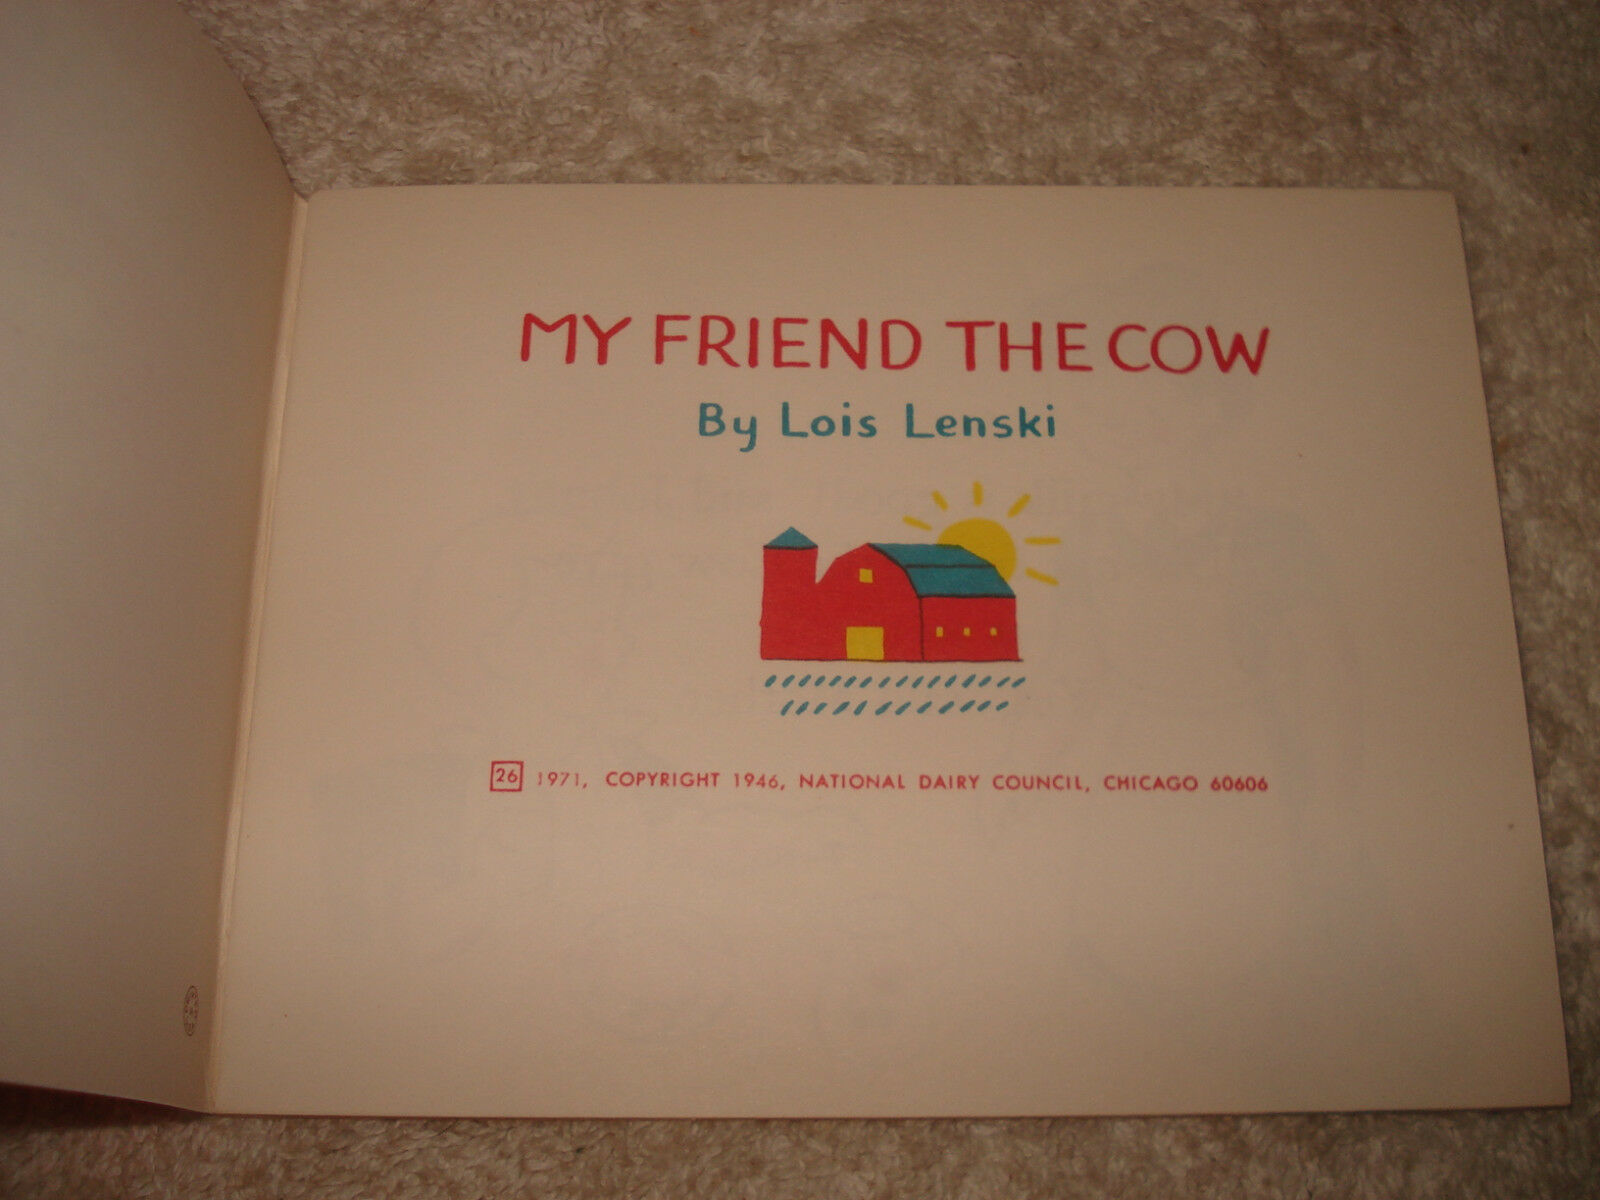 MY FRIEND THE COW
By Lois Lenski
26 1971, COPYRIGHT 1946, NATIONAL DAIRY COUNCIL, CHICAGO 60606